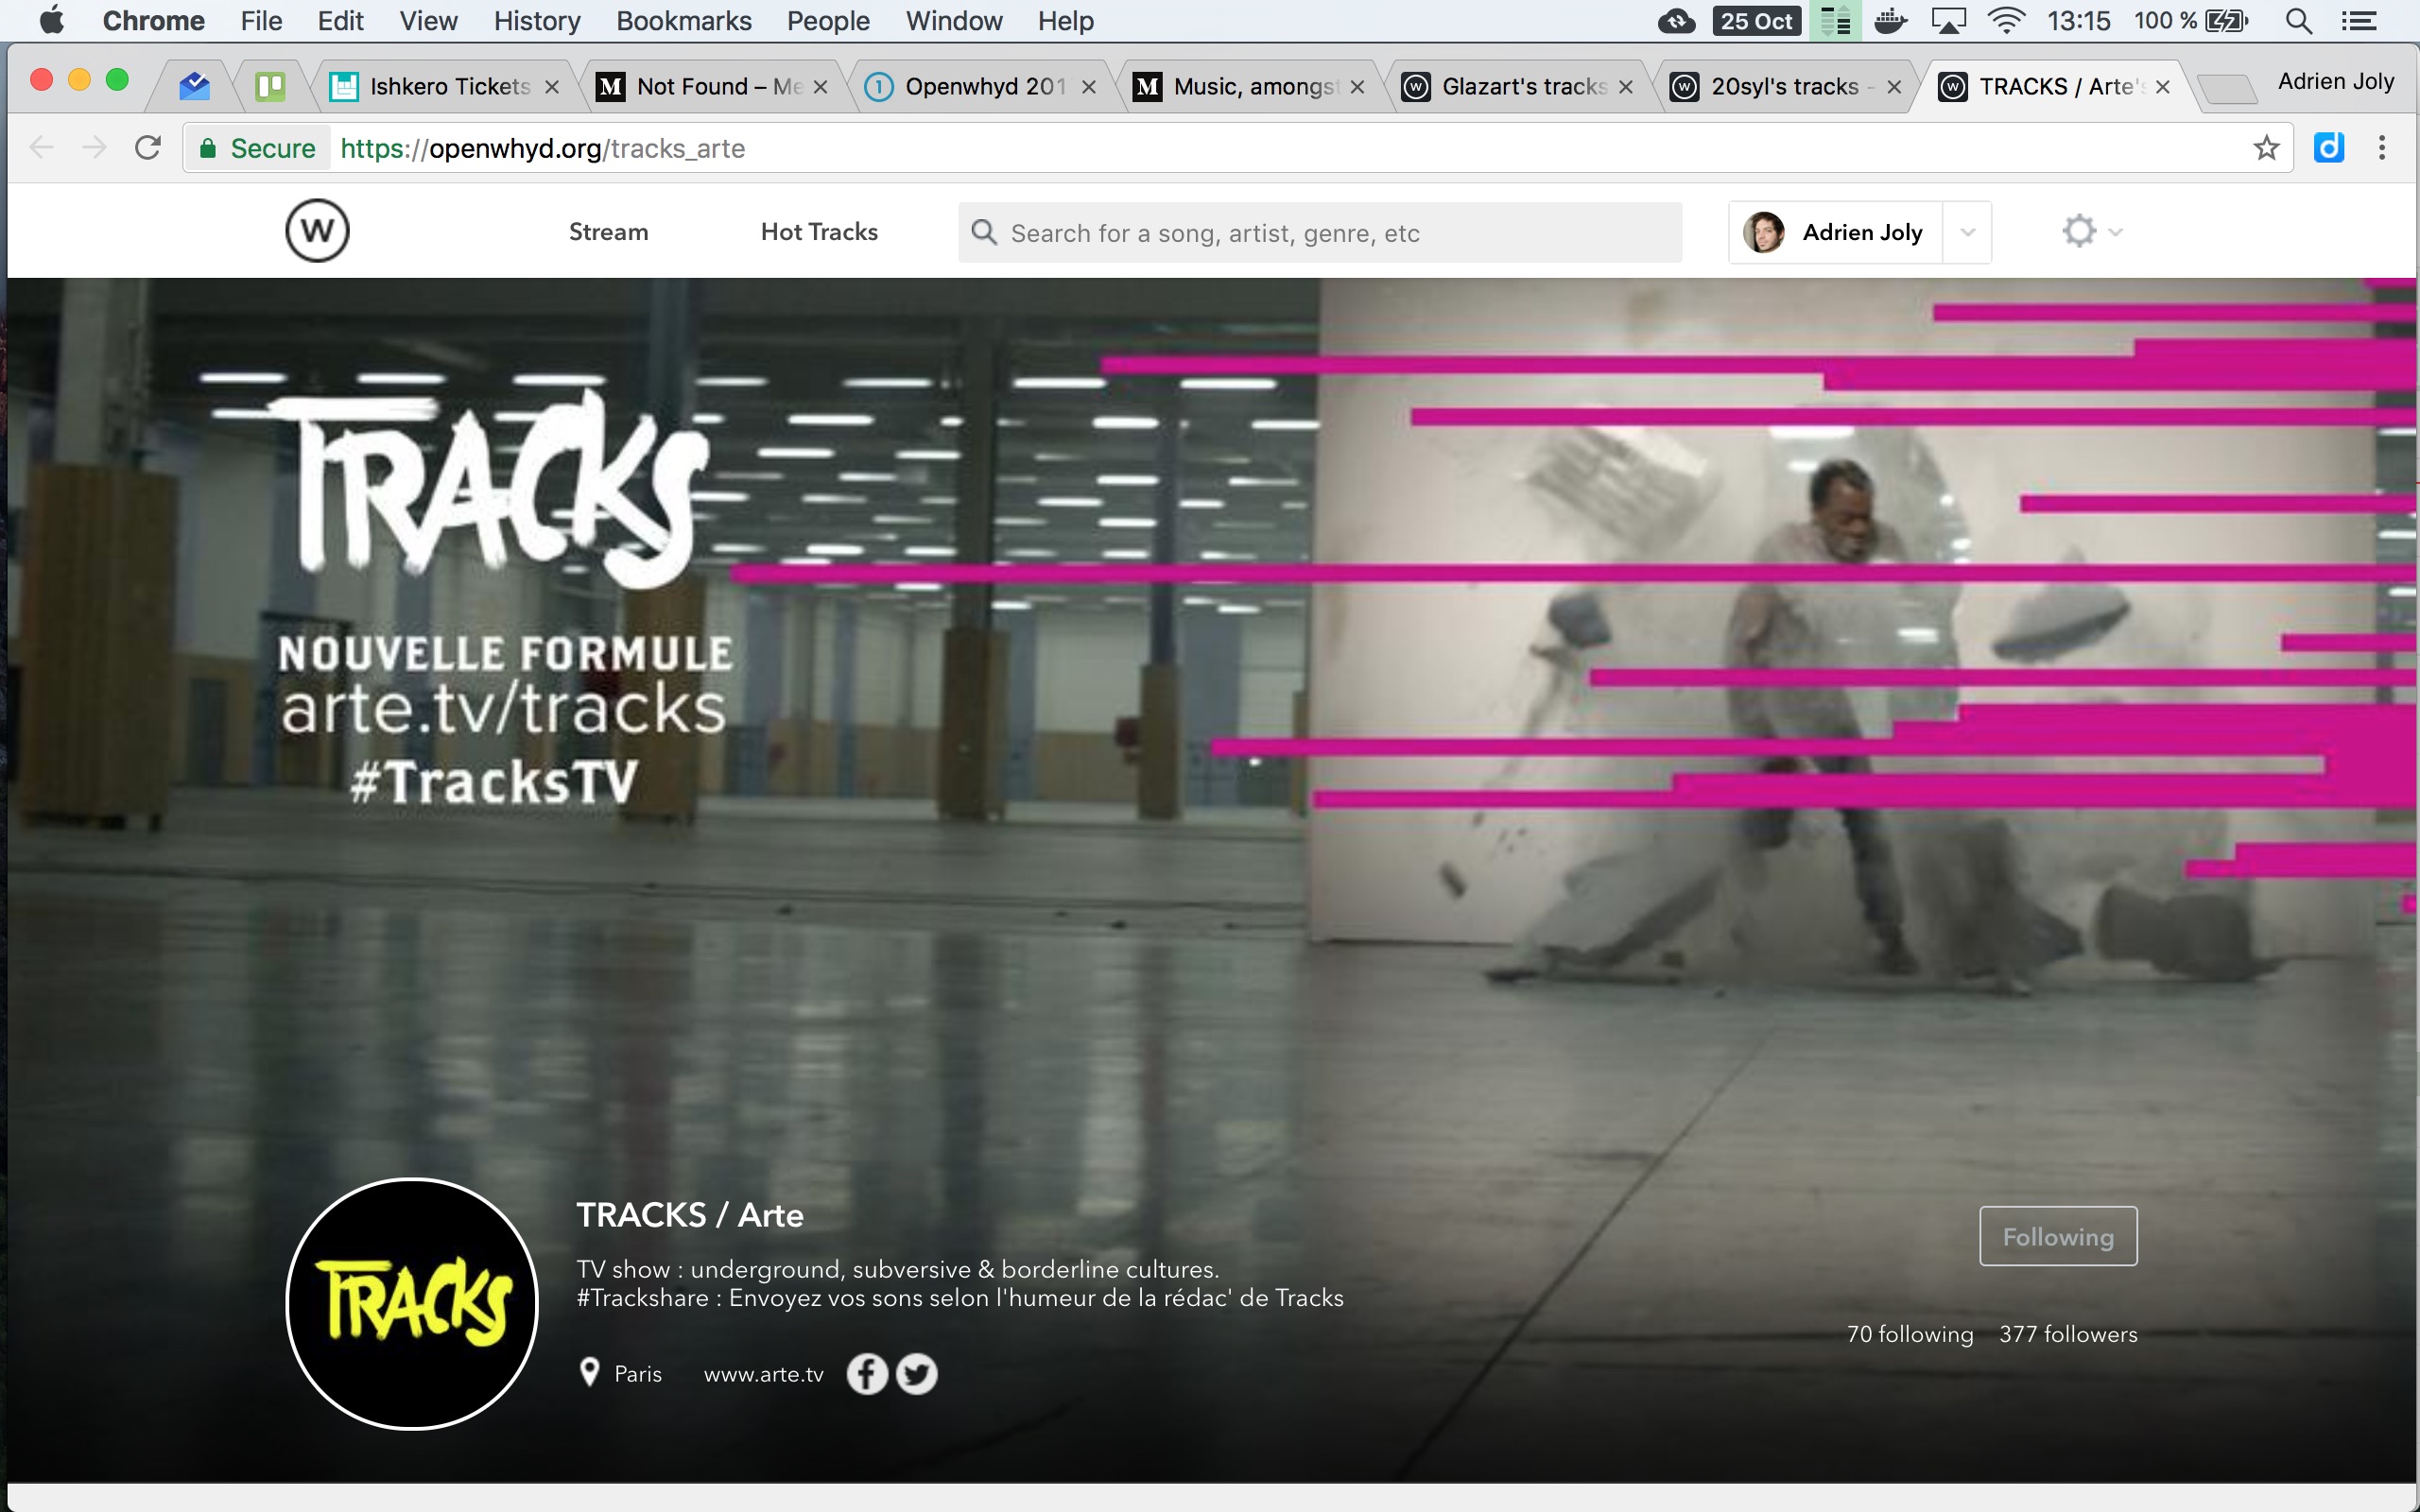 Chrome File Edit View History Bookmarks People Window Help 25 Oct 13:15 100 %
Ishkero Tickets Not Found – Me Openwhyd 201 Music, amongst Glazart's tracks 20syl's tracks - TRACKS / Arte's Adrien Joly
Secure https://openwhyd.org/tracks_arte
W Stream Hot Tracks Search for a song, artist, genre, etc Adrien Joly
TRACKS
NOUVELLE FORMULE
arte.tv/tracks
#TracksTV
TRACKS
TRACKS / Arte
TV show : underground, subversive & borderline cultures.
#Trackshare : Envoyez vos sons selon l'humeur de la rédac' de Tracks
Paris www.arte.tv
Following
70 following 377 followers